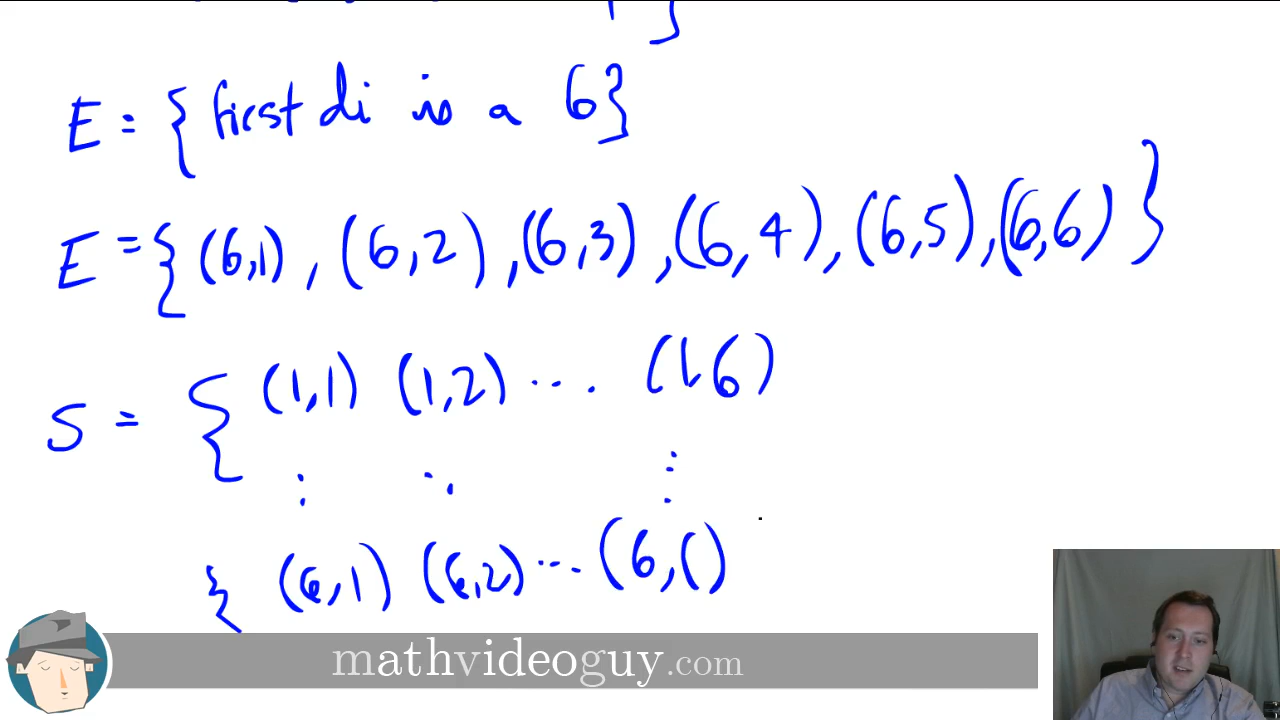 E = {first di is a 6}
E = {(6,1), (6,2), (6,3), (6,4), (6,5), (6,6)}
S = { (1,1) (1,2) ... (1,6)
⋮ ⋱ ⋮
{ (6,1) (6,2) ... (6,()
mathvideoguy.com